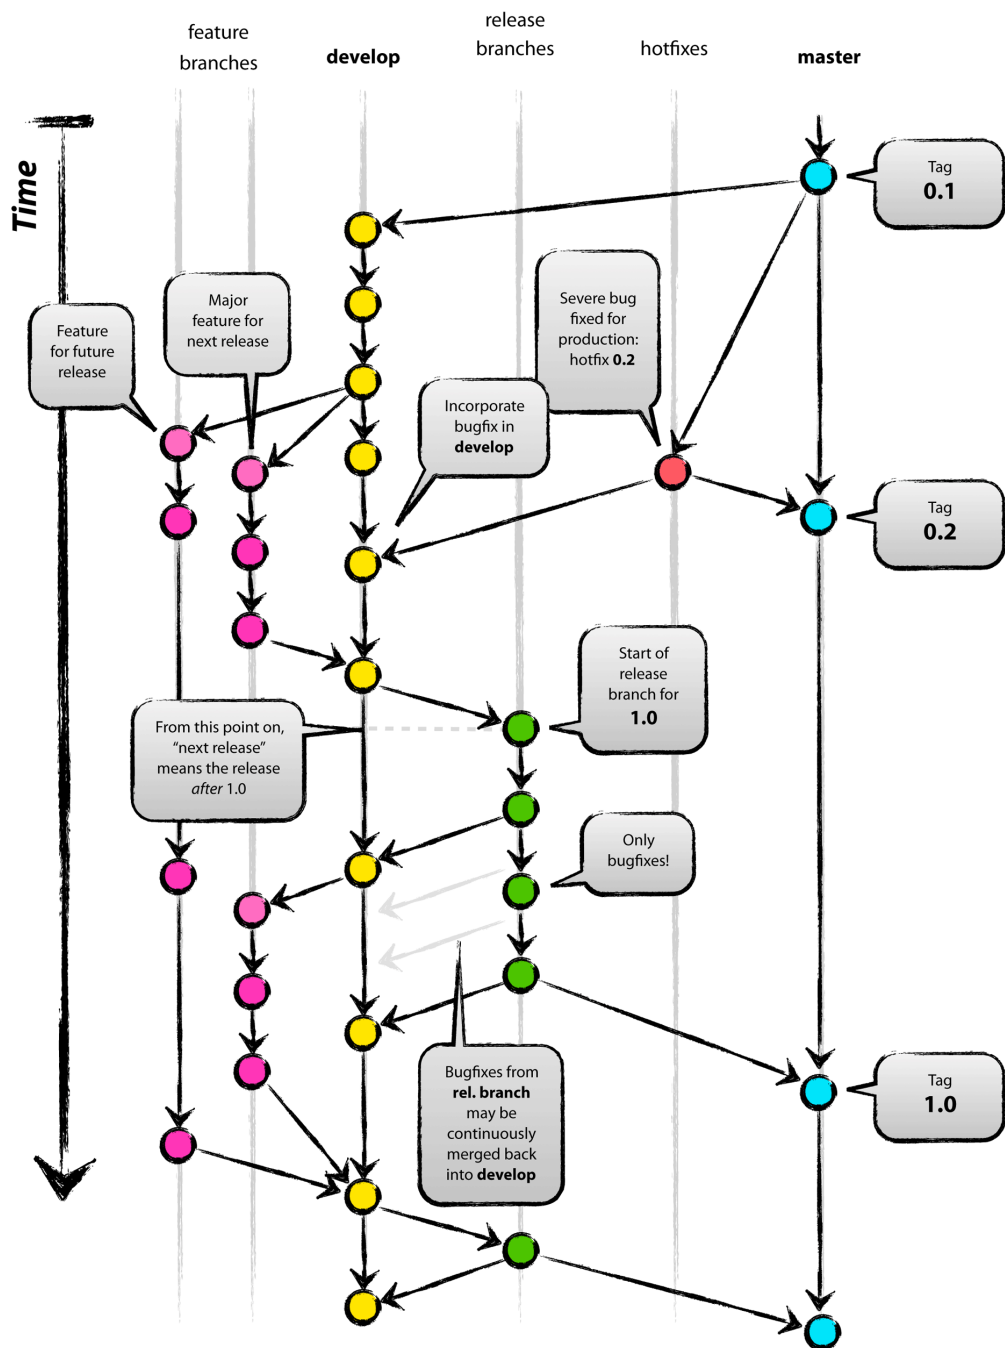 feature
branches
develop
release
branches
hotfixes
master
Time
Tag
0.1
Major
feature for
next release
Feature
for future
release
Severe bug
fixed for
production:
hotfix 0.2
Incorporate
bugfix in
develop
Tag
0.2
Start of
release
branch for
1.0
From this point on,
“next release”
means the release
after 1.0
Only
bugfixes!
Bugfixes from
rel. branch
may be
continuously
merged back
into develop
Tag
1.0